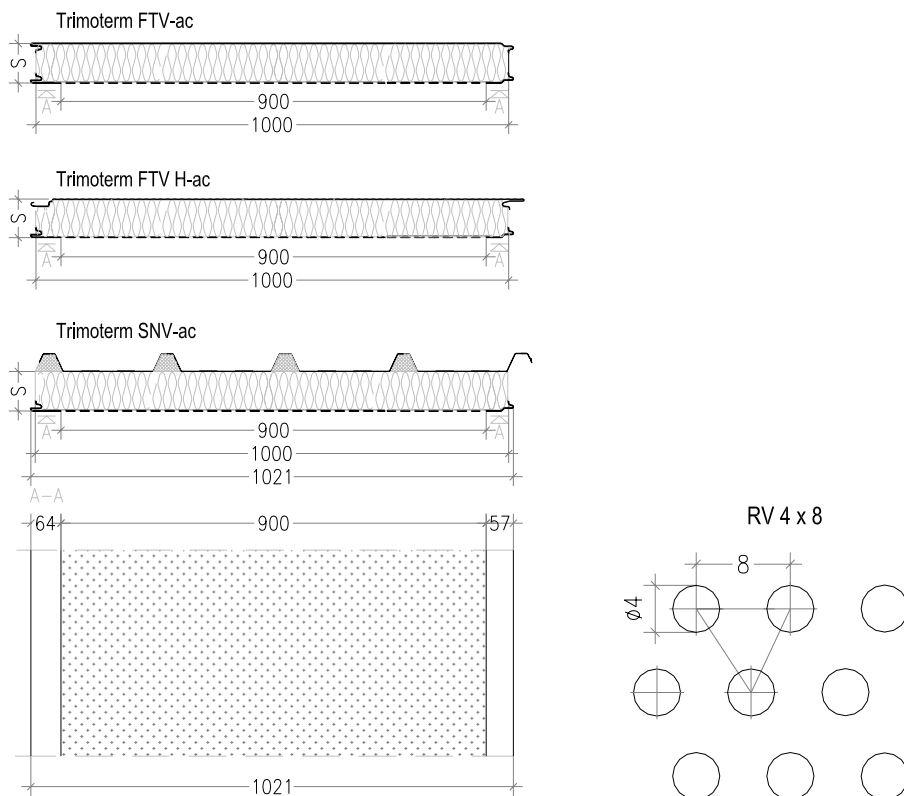 Trimoterm FTV-ac
S
A 900 A
1000
Trimoterm FTV H-ac
S
A 900 A
1000
Trimoterm SNV-ac
S
A 900 A
1000
1021
A-A
64 900 57
1021
RV 4 x 8
8
ø4